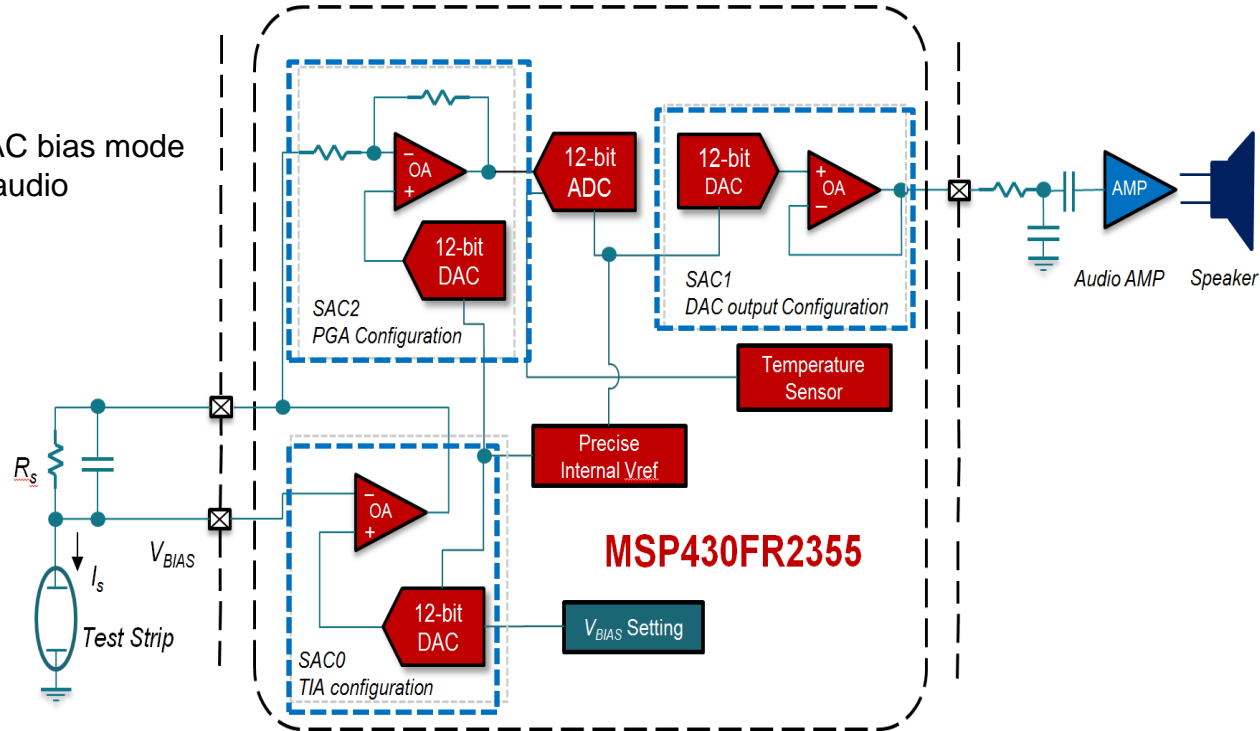 AC bias mode
audio
OA
12-bit
ADC
12-bit
DAC
OA
AMP
12-bit
DAC
SAC2
PGA Configuration
SAC1
DAC output Configuration
Audio AMP
Speaker
Temperature
Sensor
Precise
Internal Vref
Rs
OA
VBIAS
Is
MSP430FR2355
12-bit
DAC
VBIAS Setting
Test Strip
SAC0
TIA configuration